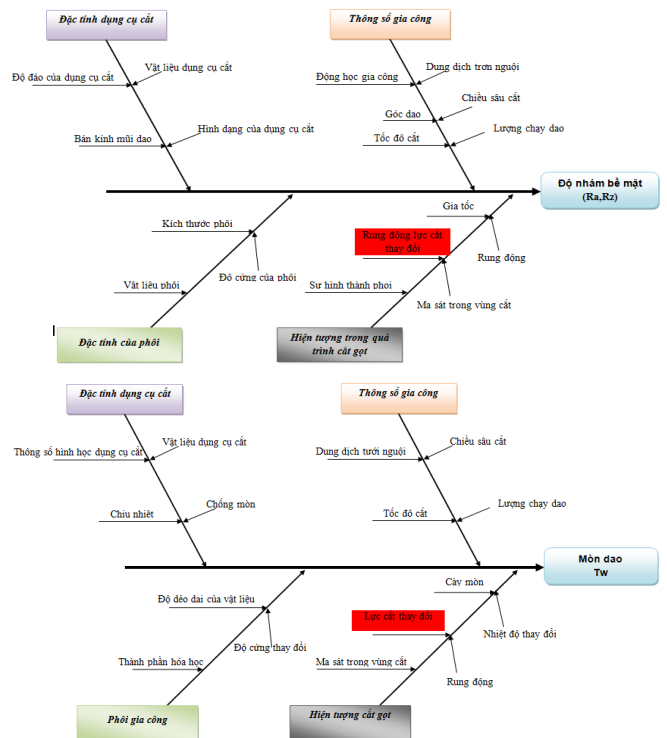 Đặc tính dụng cụ cắt
Thông số gia công
Vật liệu dụng cụ cắt
Độ đảo của dụng cụ cắt
Dung dịch trơn nguội
Động học gia công
Chiều sâu cắt
Góc dao
Bán kính mũi dao
Hình dạng của dụng cụ cắt
Tốc độ cắt
Lượng chạy dao
Độ nhám bề mặt
(Ra,Rz)
Kích thước phôi
Gia tốc
Rung động lực cắt
thay đổi
Rung động
Độ cứng của phôi
Vật liệu phôi
Sự hình thành phoi
Ma sát trong vùng cắt
Đặc tính của phôi
Hiện tượng trong quá
trình cắt gọt
Đặc tính dụng cụ cắt
Thông số gia công
Vật liệu dụng cụ cắt
Thông số hình học dụng cụ cắt
Chiều sâu cắt
Dung dịch tưới nguội
Chống mòn
Chịu nhiệt
Lượng chạy dao
Tốc độ cắt
Mòn dao
Tw
Cày mòn
Độ dẻo dai của vật liệu
Lực cắt thay đổi
Nhiệt độ thay đổi
Độ cứng thay đổi
Thành phần hóa học
Ma sát trong vùng cắt
Rung động
Phôi gia công
Hiện tượng cắt gọt